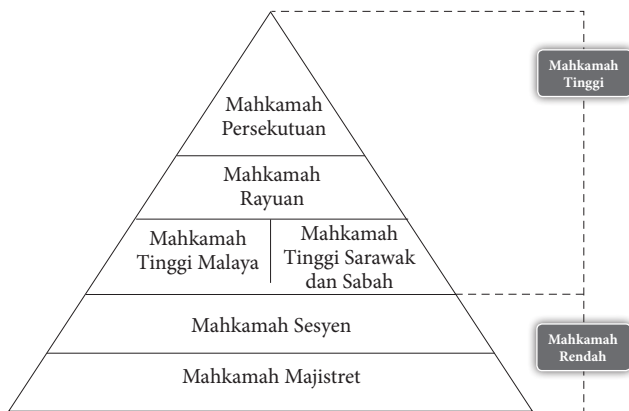 Mahkamah
Persekutuan
Mahkamah
Rayuan
Mahkamah
Tinggi Malaya
Mahkamah
Tinggi Sarawak
dan Sabah
Mahkamah Sesyen
Mahkamah Majistret
Mahkamah
Tinggi
Mahkamah
Rendah